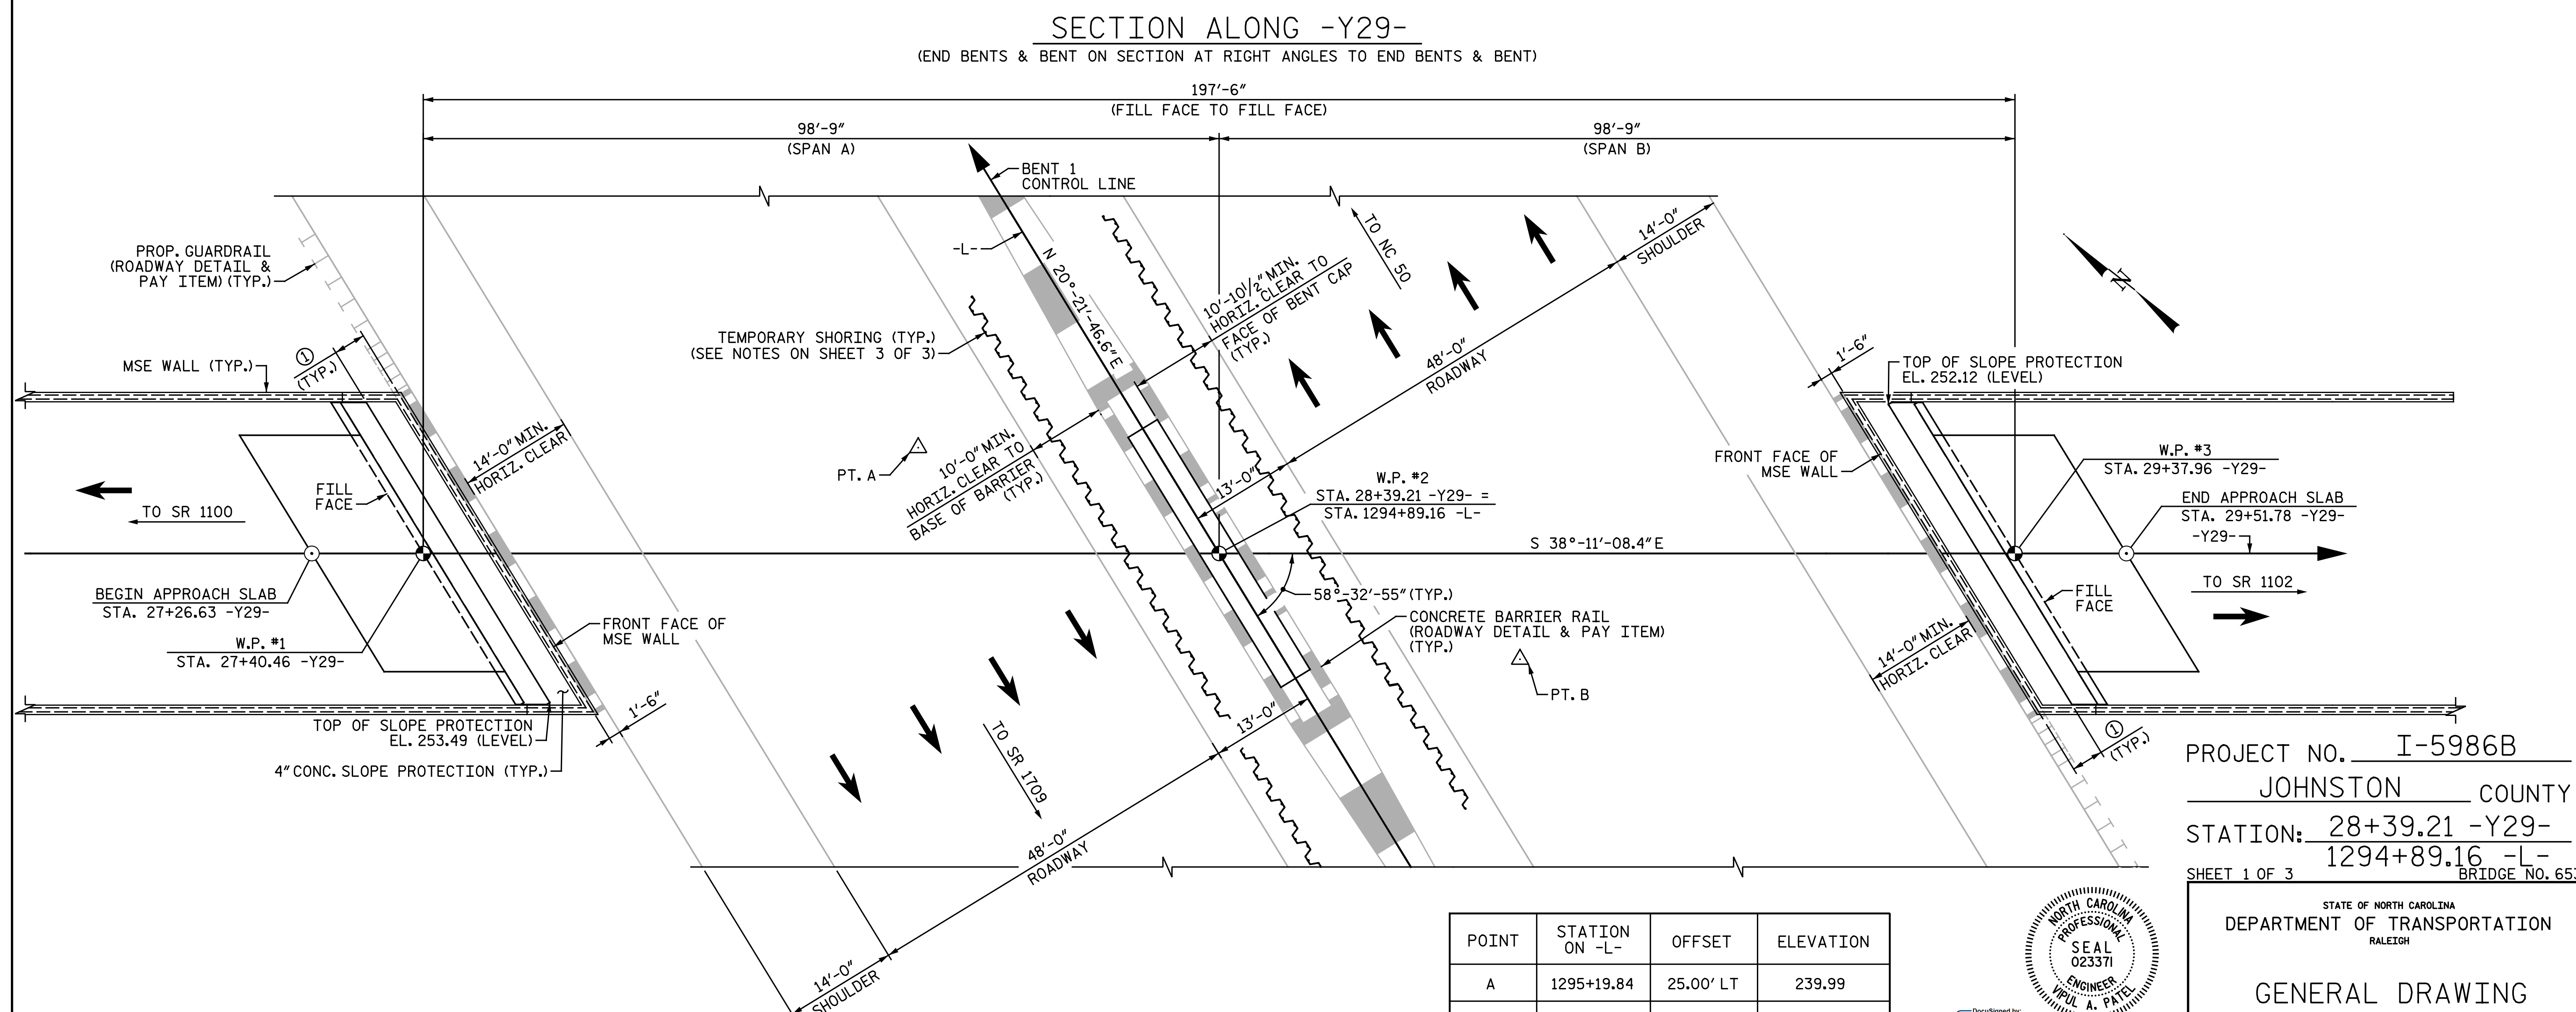 SECTION ALONG -Y29-
(END BENTS & BENT ON SECTION AT RIGHT ANGLES TO END BENTS & BENT)
197'-6"
(FILL FACE TO FILL FACE)
98'-9"
(SPAN A)
98'-9"
(SPAN B)
BENT 1
CONTROL LINE
-L-
N 20°-21'-46.6"E
TO NC 50
14'-0"
SHOULDER
PROP. GUARDRAIL
(ROADWAY DETAIL &
PAY ITEM) (TYP.)
10'-10½" MIN.
HORIZ. CLEAR TO
FACE OF BENT CAP
(TYP.)
TEMPORARY SHORING (TYP.)
(SEE NOTES ON SHEET 3 OF 3)
48'-0"
ROADWAY
N
MSE WALL (TYP.)
1
(TYP.)
1'-6"
TOP OF SLOPE PROTECTION
EL. 252.12 (LEVEL)
14'-0" MIN.
HORIZ. CLEAR
PT. A
10'-0" MIN.
HORIZ. CLEAR TO
BASE OF BARRIER
(TYP.)
13'-0"
W.P. #2
STA. 28+39.21 -Y29- =
STA. 1294+89.16 -L-
FRONT FACE OF
MSE WALL
W.P. #3
STA. 29+37.96 -Y29-
END APPROACH SLAB
STA. 29+51.78 -Y29-
-Y29-
FILL
FACE
TO SR 1100
S 38°-11'-08.4"E
TO SR 1102
BEGIN APPROACH SLAB
STA. 27+26.63 -Y29-
W.P. #1
STA. 27+40.46 -Y29-
FRONT FACE OF
MSE WALL
58°-32'-55" (TYP.)
CONCRETE BARRIER RAIL
(ROADWAY DETAIL & PAY ITEM)
(TYP.)
PT. B
14'-0" MIN.
HORIZ. CLEAR
FILL
FACE
1'-6"
TOP OF SLOPE PROTECTION
EL. 253.49 (LEVEL)
4" CONC. SLOPE PROTECTION (TYP.)
TO SR 1709
13'-0"
1
(TYP.)
48'-0"
ROADWAY
14'-0"
SHOULDER
PROJECT NO. I-5986B
JOHNSTON COUNTY
STATION: 28+39.21 -Y29-
1294+89.16 -L-
SHEET 1 OF 3 BRIDGE NO. 653
POINT STATION ON -L- OFFSET ELEVATION
A 1295+19.84 25.00' LT 239.99
NORTH CAROLINA
PROFESSIONAL
SEAL
023371
ENGINEER
VIPUL A. PATEL
DocuSigned by:
STATE OF NORTH CAROLINA
DEPARTMENT OF TRANSPORTATION
RALEIGH
GENERAL DRAWING